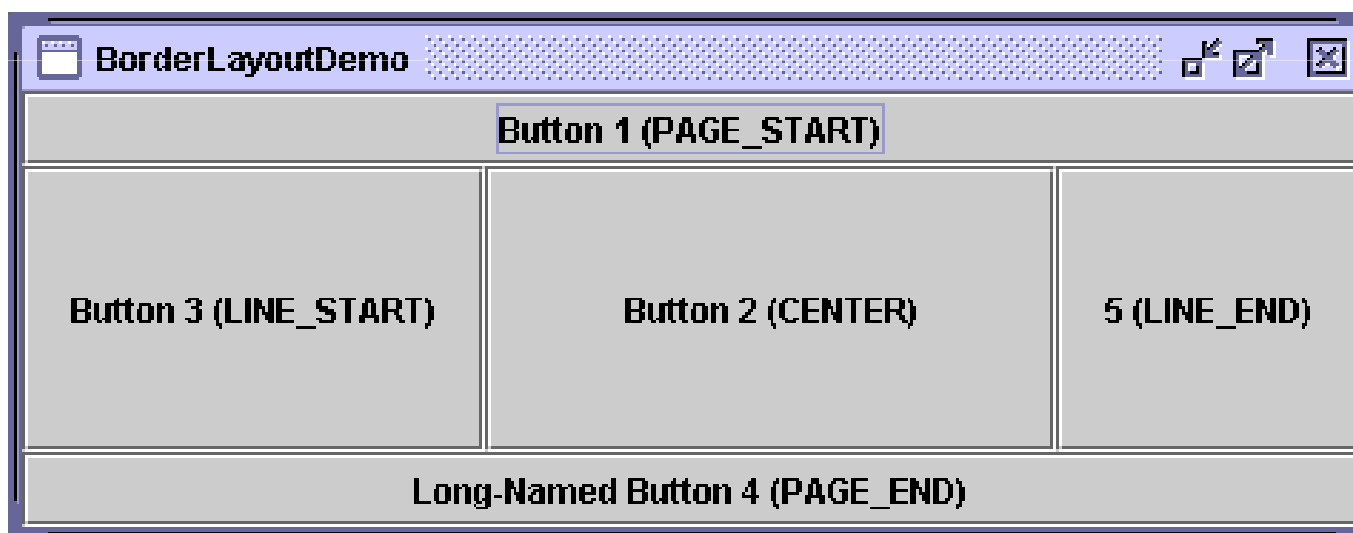 BorderLayoutDemo
Button 1 (PAGE_START)
Button 3 (LINE_START)
Button 2 (CENTER)
5 (LINE_END)
Long-Named Button 4 (PAGE_END)